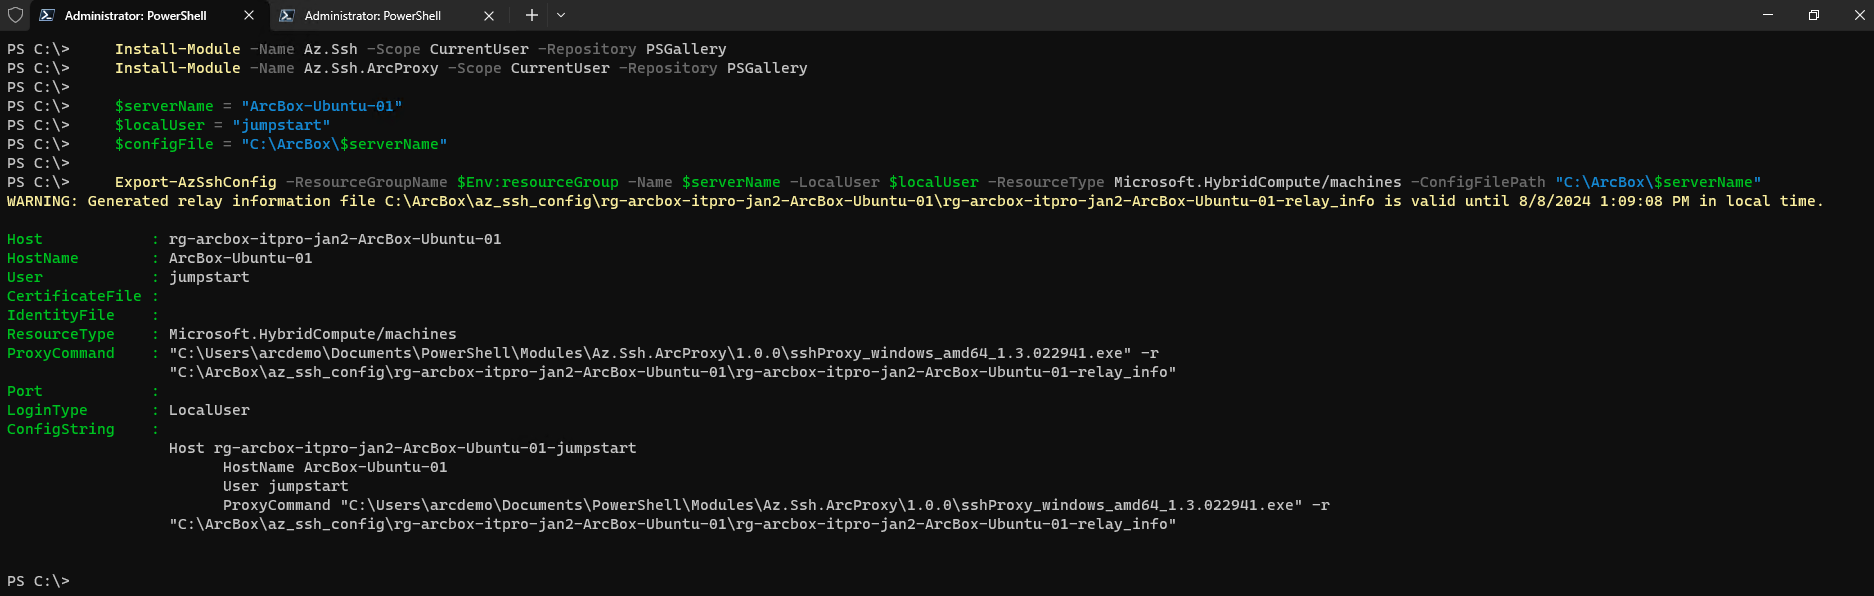 Administrator: PowerShell
Administrator: PowerShell
PS C:\> Install-Module -Name Az.Ssh -Scope CurrentUser -Repository PSGallery
PS C:\> Install-Module -Name Az.Ssh.ArcProxy -Scope CurrentUser -Repository PSGallery
PS C:\>
PS C:\> $serverName = "ArcBox-Ubuntu-01"
PS C:\> $localUser = "jumpstart"
PS C:\> $configFile = "C:\ArcBox\$serverName"
PS C:\>
PS C:\> Export-AzSshConfig -ResourceGroupName $Env:resourceGroup -Name $serverName -LocalUser $localUser -ResourceType Microsoft.HybridCompute/machines -ConfigFilePath "C:\ArcBox\$serverName"
WARNING: Generated relay information file C:\ArcBox\az_ssh_config\rg-arcbox-itpro-jan2-ArcBox-Ubuntu-01\rg-arcbox-itpro-jan2-ArcBox-Ubuntu-01-relay_info is valid until 8/8/2024 1:09:08 PM in local time.
Host : rg-arcbox-itpro-jan2-ArcBox-Ubuntu-01
HostName : ArcBox-Ubuntu-01
User : jumpstart
CertificateFile :
IdentityFile :
ResourceType : Microsoft.HybridCompute/machines
ProxyCommand : "C:\Users\arcdemo\Documents\PowerShell\Modules\Az.Ssh.ArcProxy\1.0.0\sshProxy_windows_amd64_1.3.022941.exe" -r
"C:\ArcBox\az_ssh_config\rg-arcbox-itpro-jan2-ArcBox-Ubuntu-01\rg-arcbox-itpro-jan2-ArcBox-Ubuntu-01-relay_info"
Port :
LoginType : LocalUser
ConfigString :
Host rg-arcbox-itpro-jan2-ArcBox-Ubuntu-01-jumpstart
HostName ArcBox-Ubuntu-01
User jumpstart
ProxyCommand "C:\Users\arcdemo\Documents\PowerShell\Modules\Az.Ssh.ArcProxy\1.0.0\sshProxy_windows_amd64_1.3.022941.exe" -r
"C:\ArcBox\az_ssh_config\rg-arcbox-itpro-jan2-ArcBox-Ubuntu-01\rg-arcbox-itpro-jan2-ArcBox-Ubuntu-01-relay_info"
PS C:\>